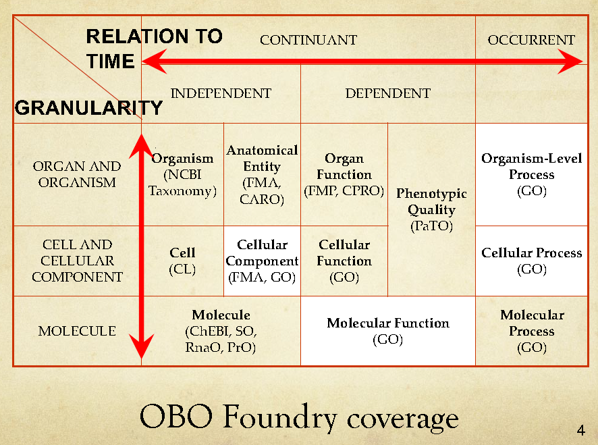 RELATION TO
TIME
CONTINUANT
OCCURRENT
GRANULARITY
INDEPENDENT
DEPENDENT
ORGAN AND
ORGANISM
Organism
(NCBI
Taxonomy)
Anatomical
Entity
(FMA,
CARO)
Organ
Function
(FMP, CPRO)
Phenotypic
Quality
(PaTO)
Organism-Level
Process
(GO)
CELL AND
CELLULAR
COMPONENT
Cell
(CL)
Cellular
Component
(FMA, GO)
Cellular
Function
(GO)
Cellular Process
(GO)
MOLECULE
Molecule
(ChEBI, SO,
RnaO, PrO)
Molecular Function
(GO)
Molecular
Process
(GO)
OBO Foundry coverage
4